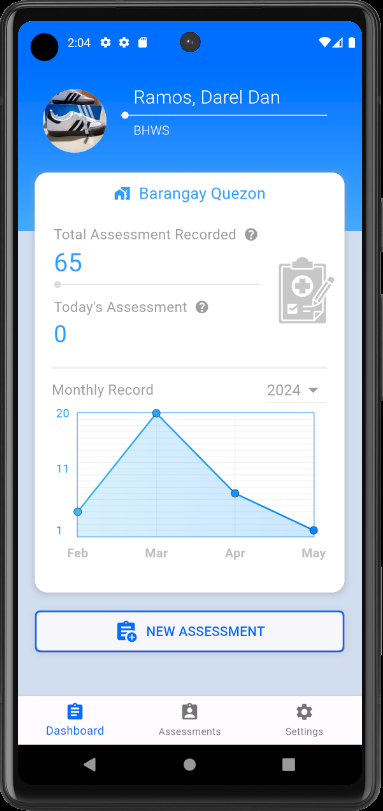 2:04
Ramos, Darel Dan
BHWS
Barangay Quezon
Total Assessment Recorded
65
Today's Assessment
0
Monthly Record 2024
20
11
1
Feb Mar Apr May
NEW ASSESSMENT
Dashboard Assessments Settings